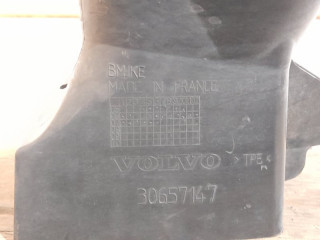 BMIKE
MADE IN FRANCE
VOLVO >TPE<
30657147